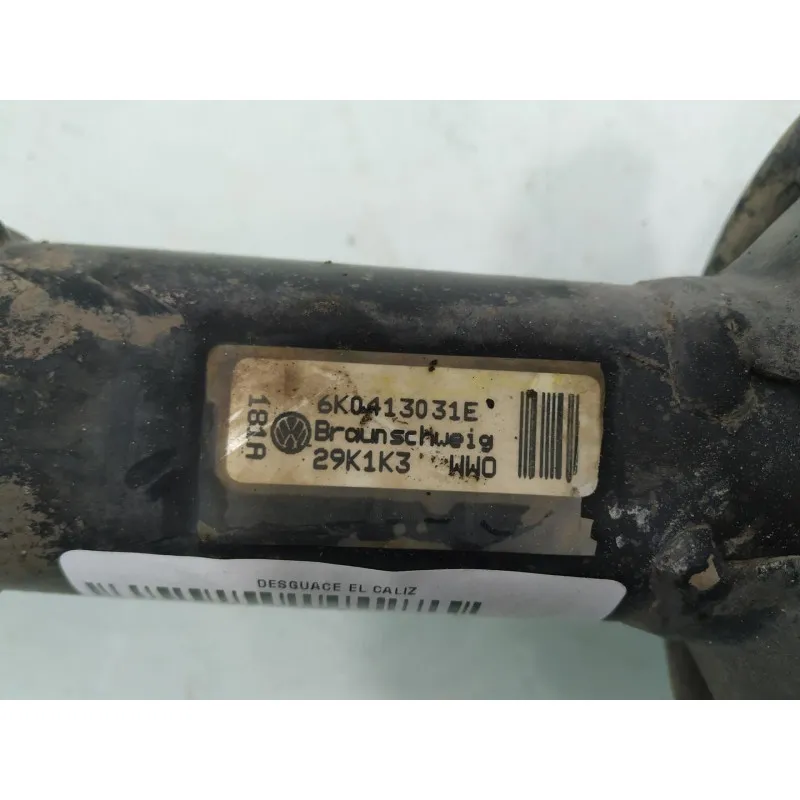 181A
6K0413031E
Braunschweig
29K1K3 WWO
DESGUACE EL CALIZ